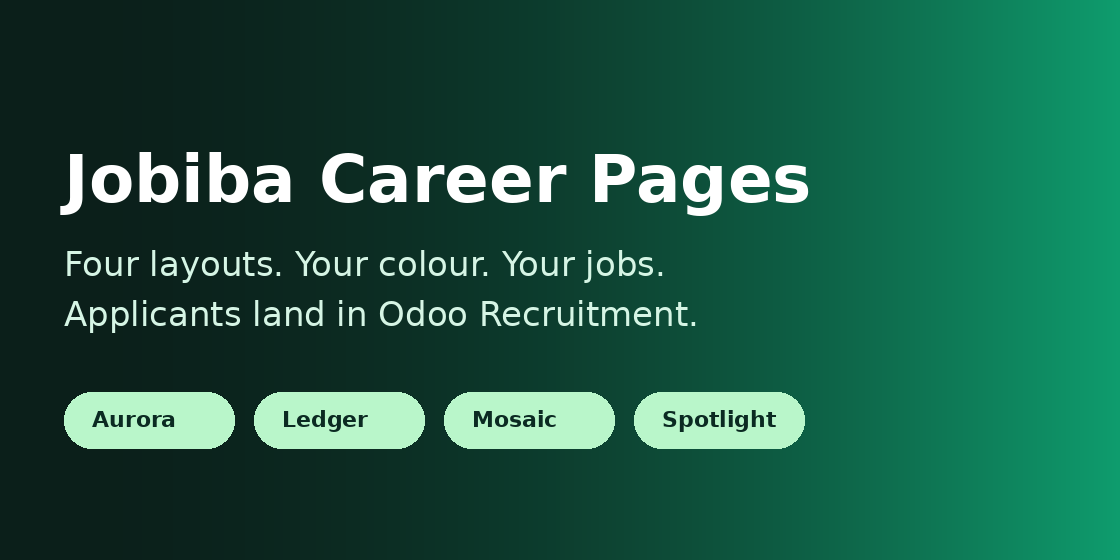 Jobiba Career Pages
Four layouts. Your colour. Your jobs.
Applicants land in Odoo Recruitment.
Aurora Ledger Mosaic Spotlight